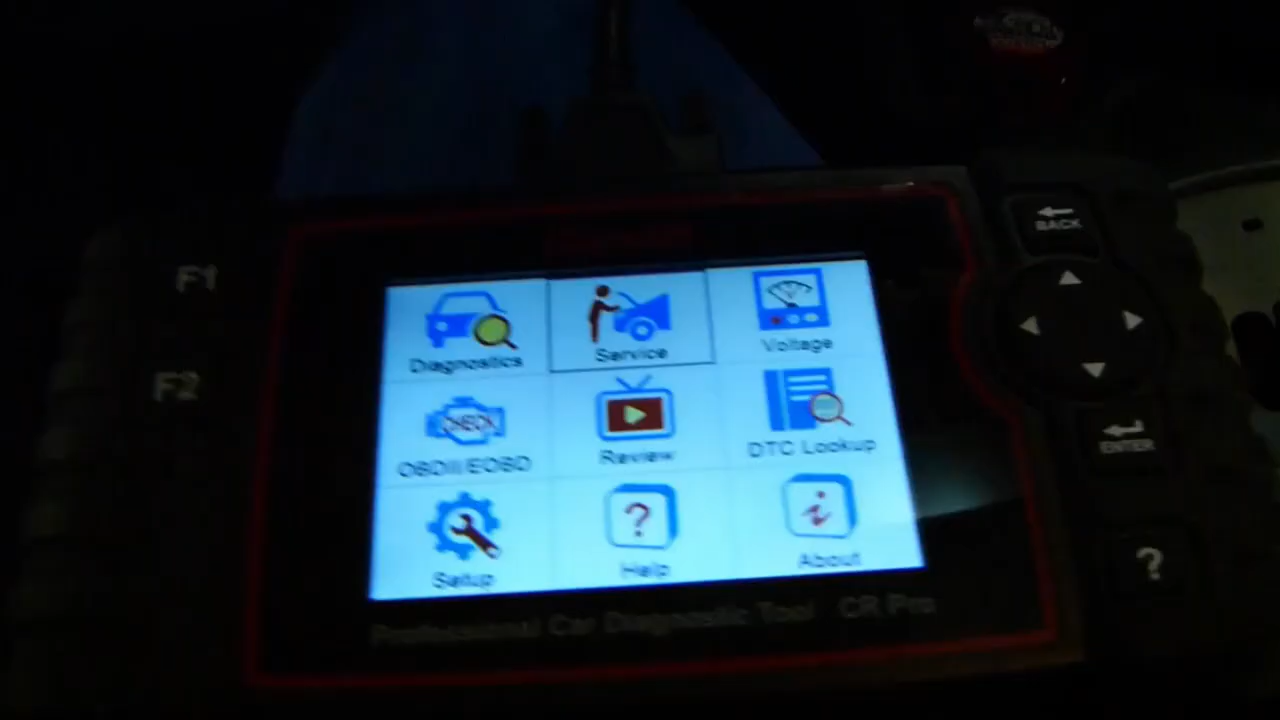 BACK
F1
Diagnostics
Service
Voltage
F2
CHECK
OBDII/EOBD
Review
DTC Lookup
ENTER
?
Setup
Help
About
?
Professional Car Diagnostic Tool CR Pro